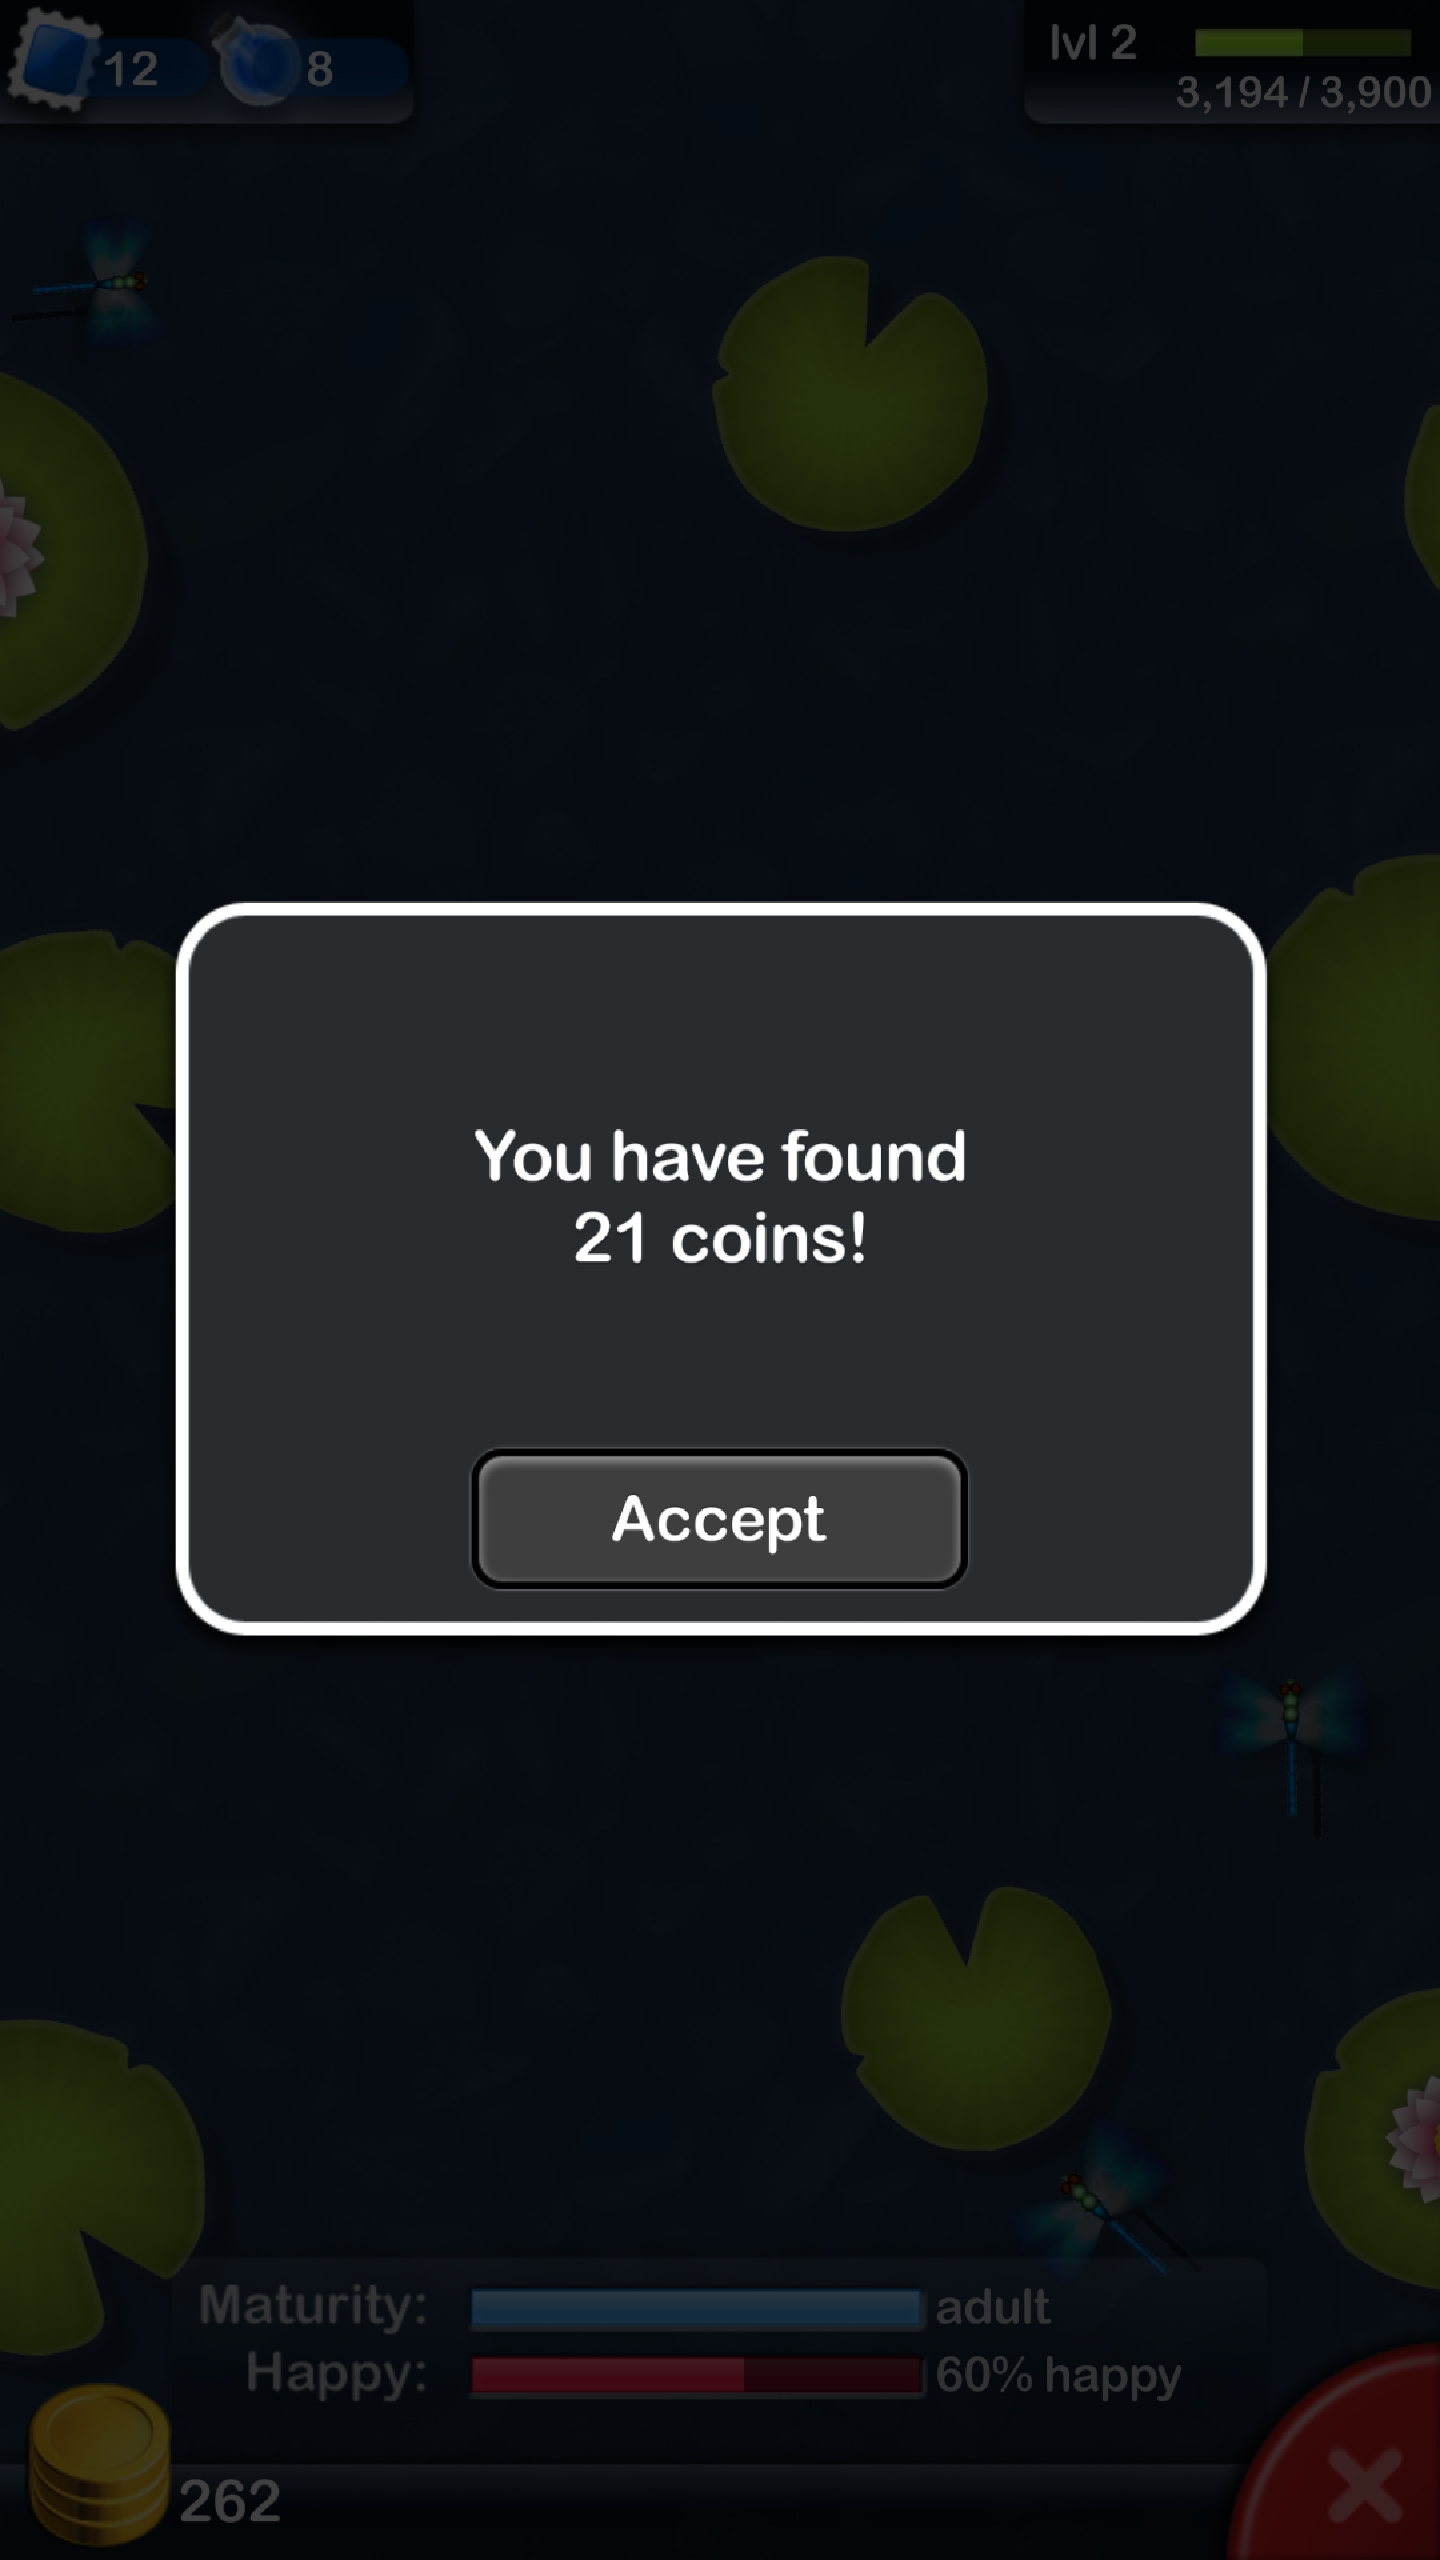 12
8
lvl 2
3,194 / 3,900
You have found
21 coins!
Accept
Maturity:
adult
Happy:
60% happy
262